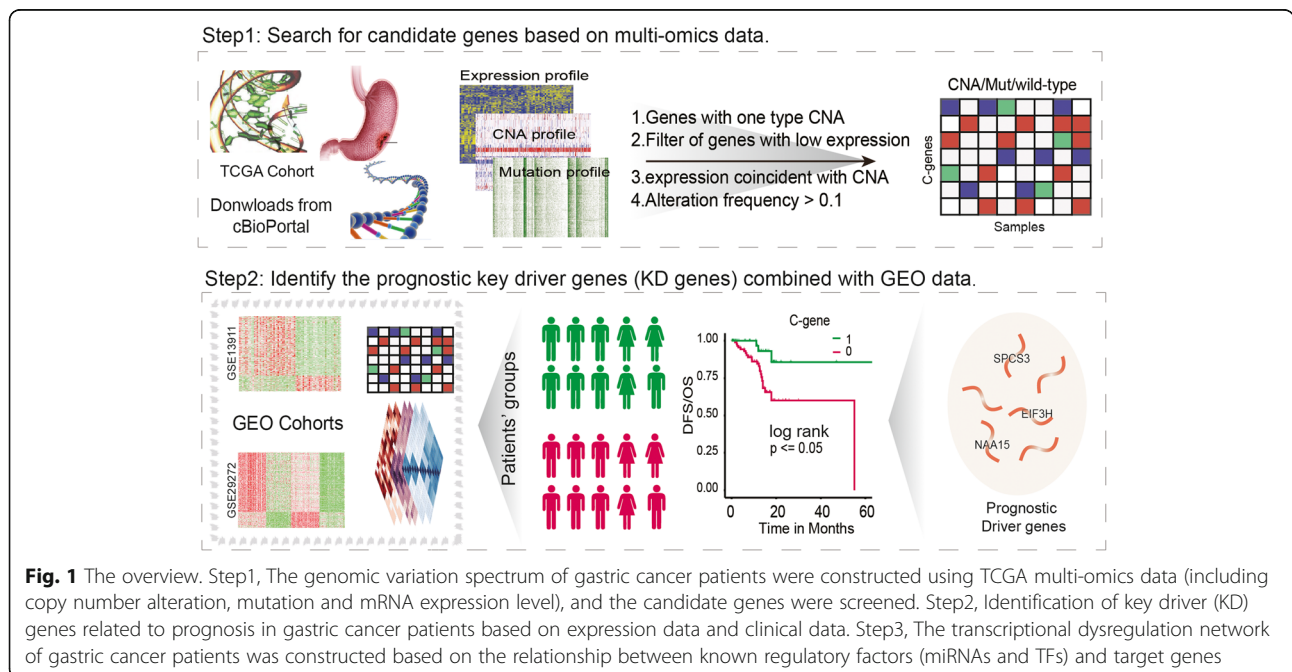 Step1: Search for candidate genes based on multi-omics data.
TCGA Cohort
Donwloads from
cBioPortal
Expression profile
CNA profile
Mutation profile
1.Genes with one type CNA
2.Filter of genes with low expression
3.expression coincident with CNA
4.Alteration frequency > 0.1
CNA/Mut/wild-type
C-genes
Samples
Step2: Identify the prognostic key driver genes (KD genes) combined with GEO data.
GSE13911
GEO Cohorts
GSE29272
Patients' groups
C-gene
1
0
DFS/OS
1.00
0.75
0.50
0.25
0.00
log rank
p <= 0.05
0 20 40 60
Time in Months
SPCS3
EIF3H
NAA15
Prognostic
Driver genes
Fig. 1 The overview. Step1, The genomic variation spectrum of gastric cancer patients were constructed using TCGA multi-omics data (including
copy number alteration, mutation and mRNA expression level), and the candidate genes were screened. Step2, Identification of key driver (KD)
genes related to prognosis in gastric cancer patients based on expression data and clinical data. Step3, The transcriptional dysregulation network
of gastric cancer patients was constructed based on the relationship between known regulatory factors (miRNAs and TFs) and target genes